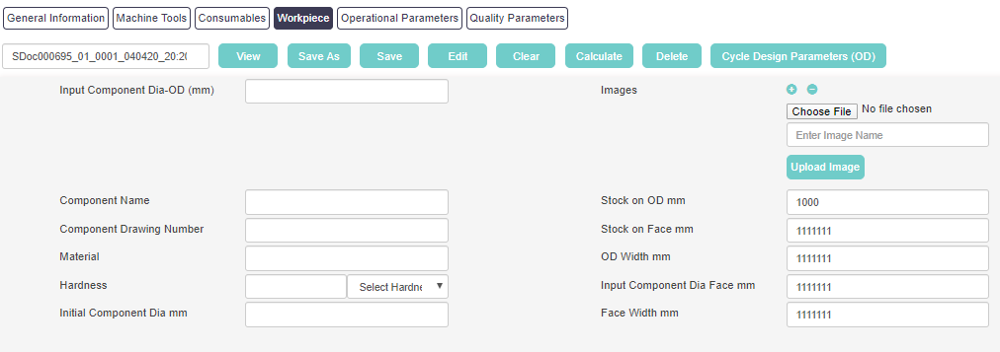 General Information Machine Tools Consumables Workpiece Operational Parameters Quality Parameters
SDoc000695_01_0001_040420_20:20 View Save As Save Edit Clear Calculate Delete Cycle Design Parameters (OD)
Input Component Dia-OD (mm) Images
Choose File No file chosen
Enter Image Name
Upload Image
Component Name Stock on OD mm 1000
Component Drawing Number Stock on Face mm 1111111
Material OD Width mm 1111111
Hardness Select Hardne Input Component Dia Face mm 1111111
Initial Component Dia mm Face Width mm 1111111